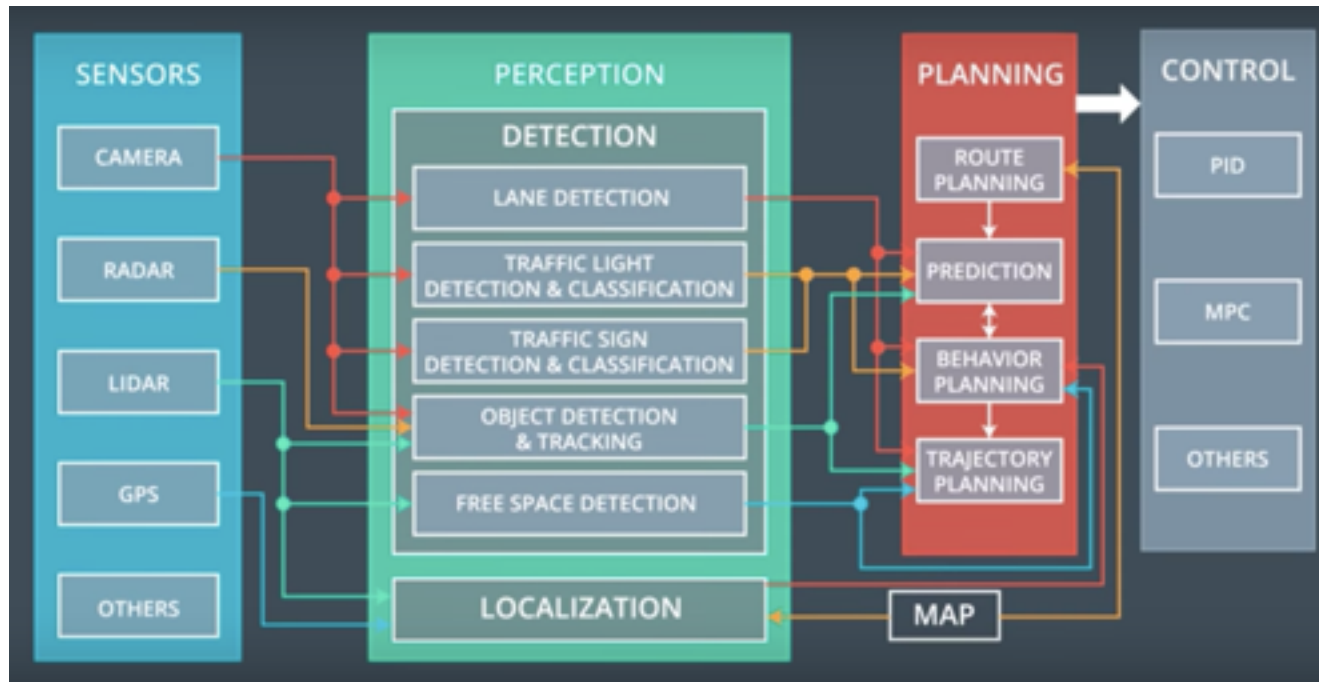 SENSORS
CAMERA
RADAR
LIDAR
GPS
OTHERS
PERCEPTION
DETECTION
LANE DETECTION
TRAFFIC LIGHT
DETECTION & CLASSIFICATION
TRAFFIC SIGN
DETECTION & CLASSIFICATION
OBJECT DETECTION
& TRACKING
FREE SPACE DETECTION
LOCALIZATION
PLANNING
ROUTE
PLANNING
PREDICTION
BEHAVIOR
PLANNING
TRAJECTORY
PLANNING
MAP
CONTROL
PID
MPC
OTHERS